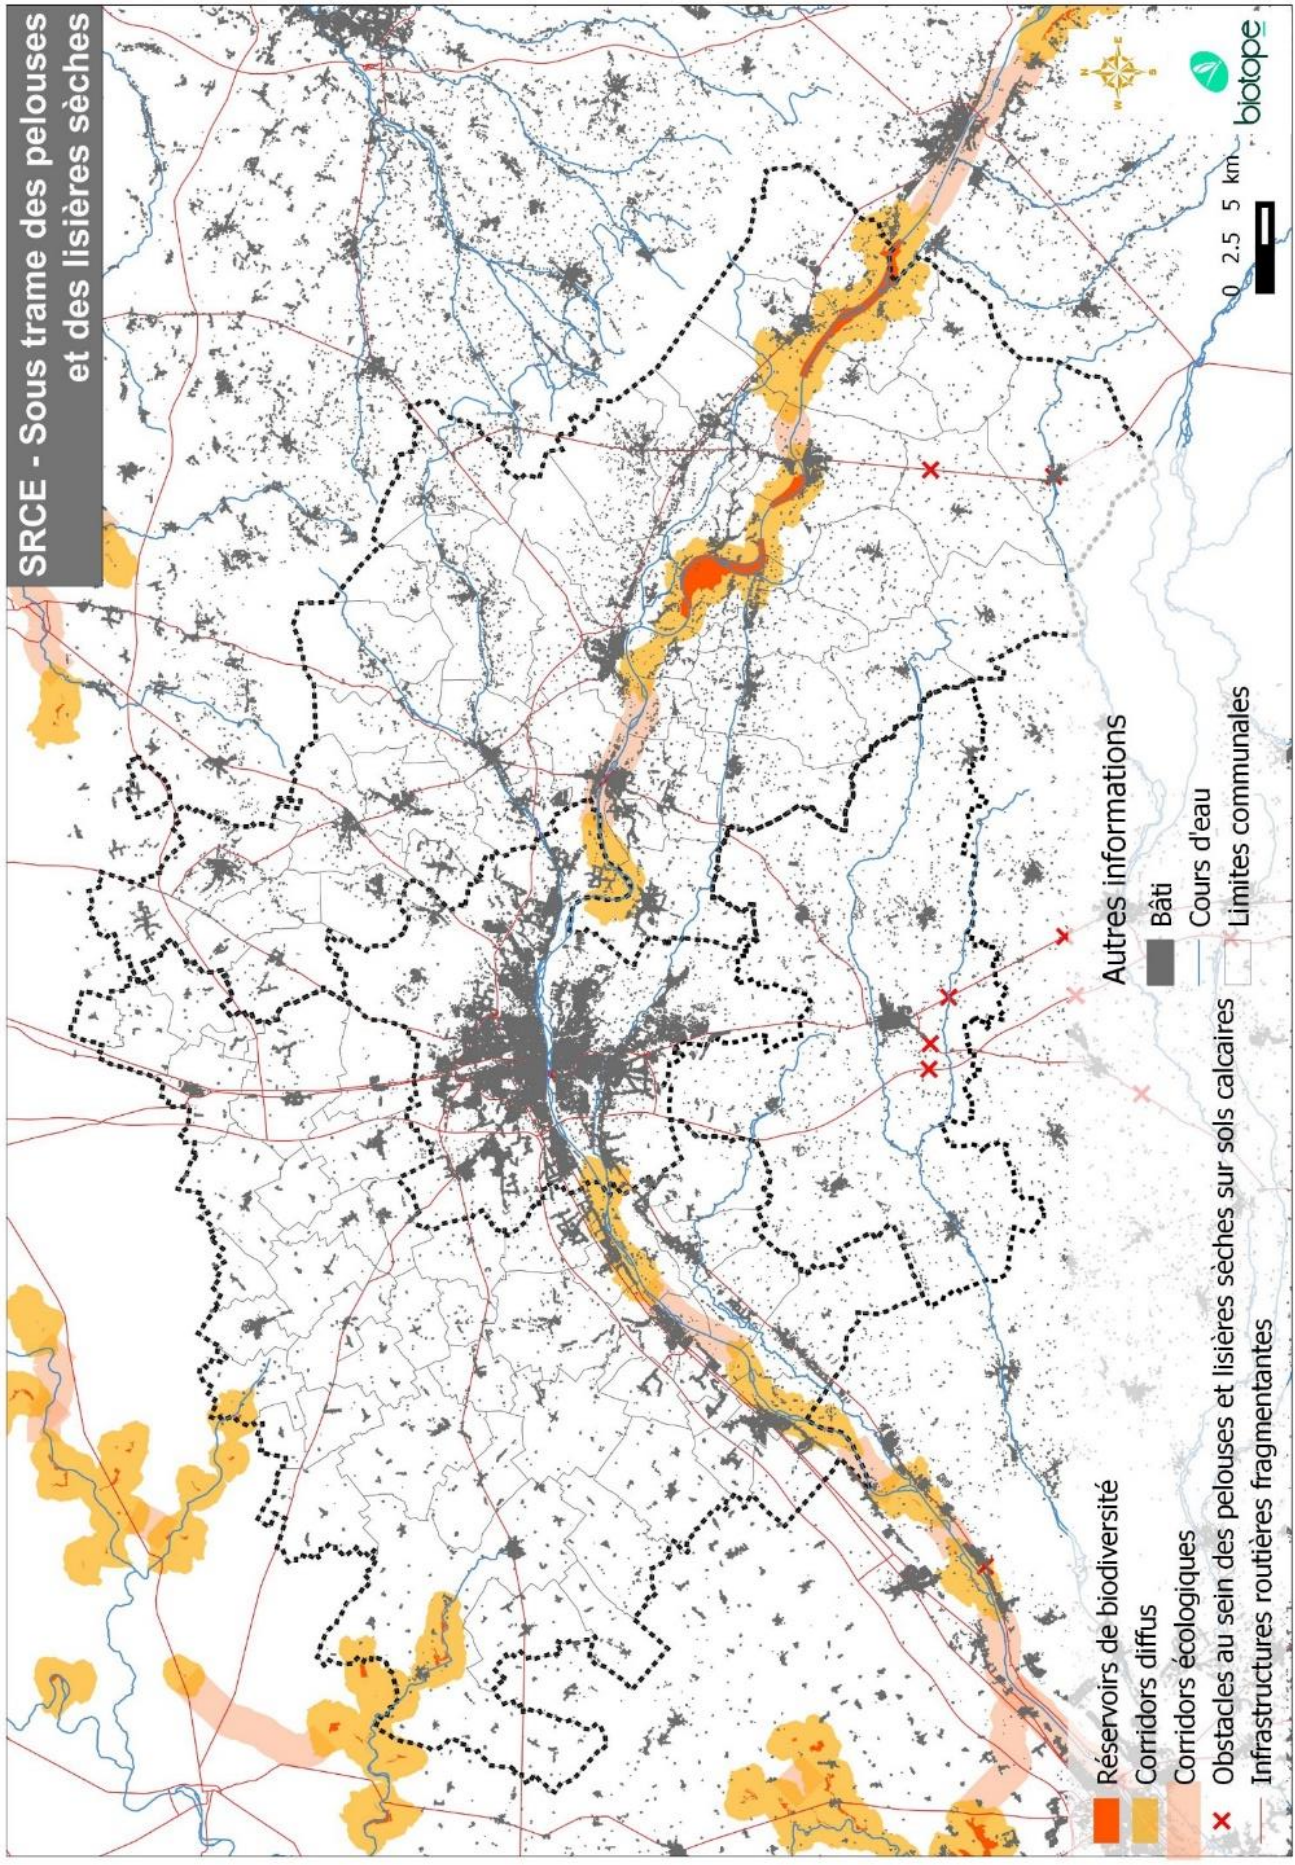 SRCE - Sous trame des pelouses
et des lisières sèches
Réservoirs de biodiversité
Corridors diffus
Corridors écologiques
Obstacles au sein des pelouses et lisières sèches sur sols calcaires
Infrastructures routières fragmentantes
Autres informations
Bâti
Cours d'eau
Limites communales
0 2.5 5 km
N
E
S
W
biotope